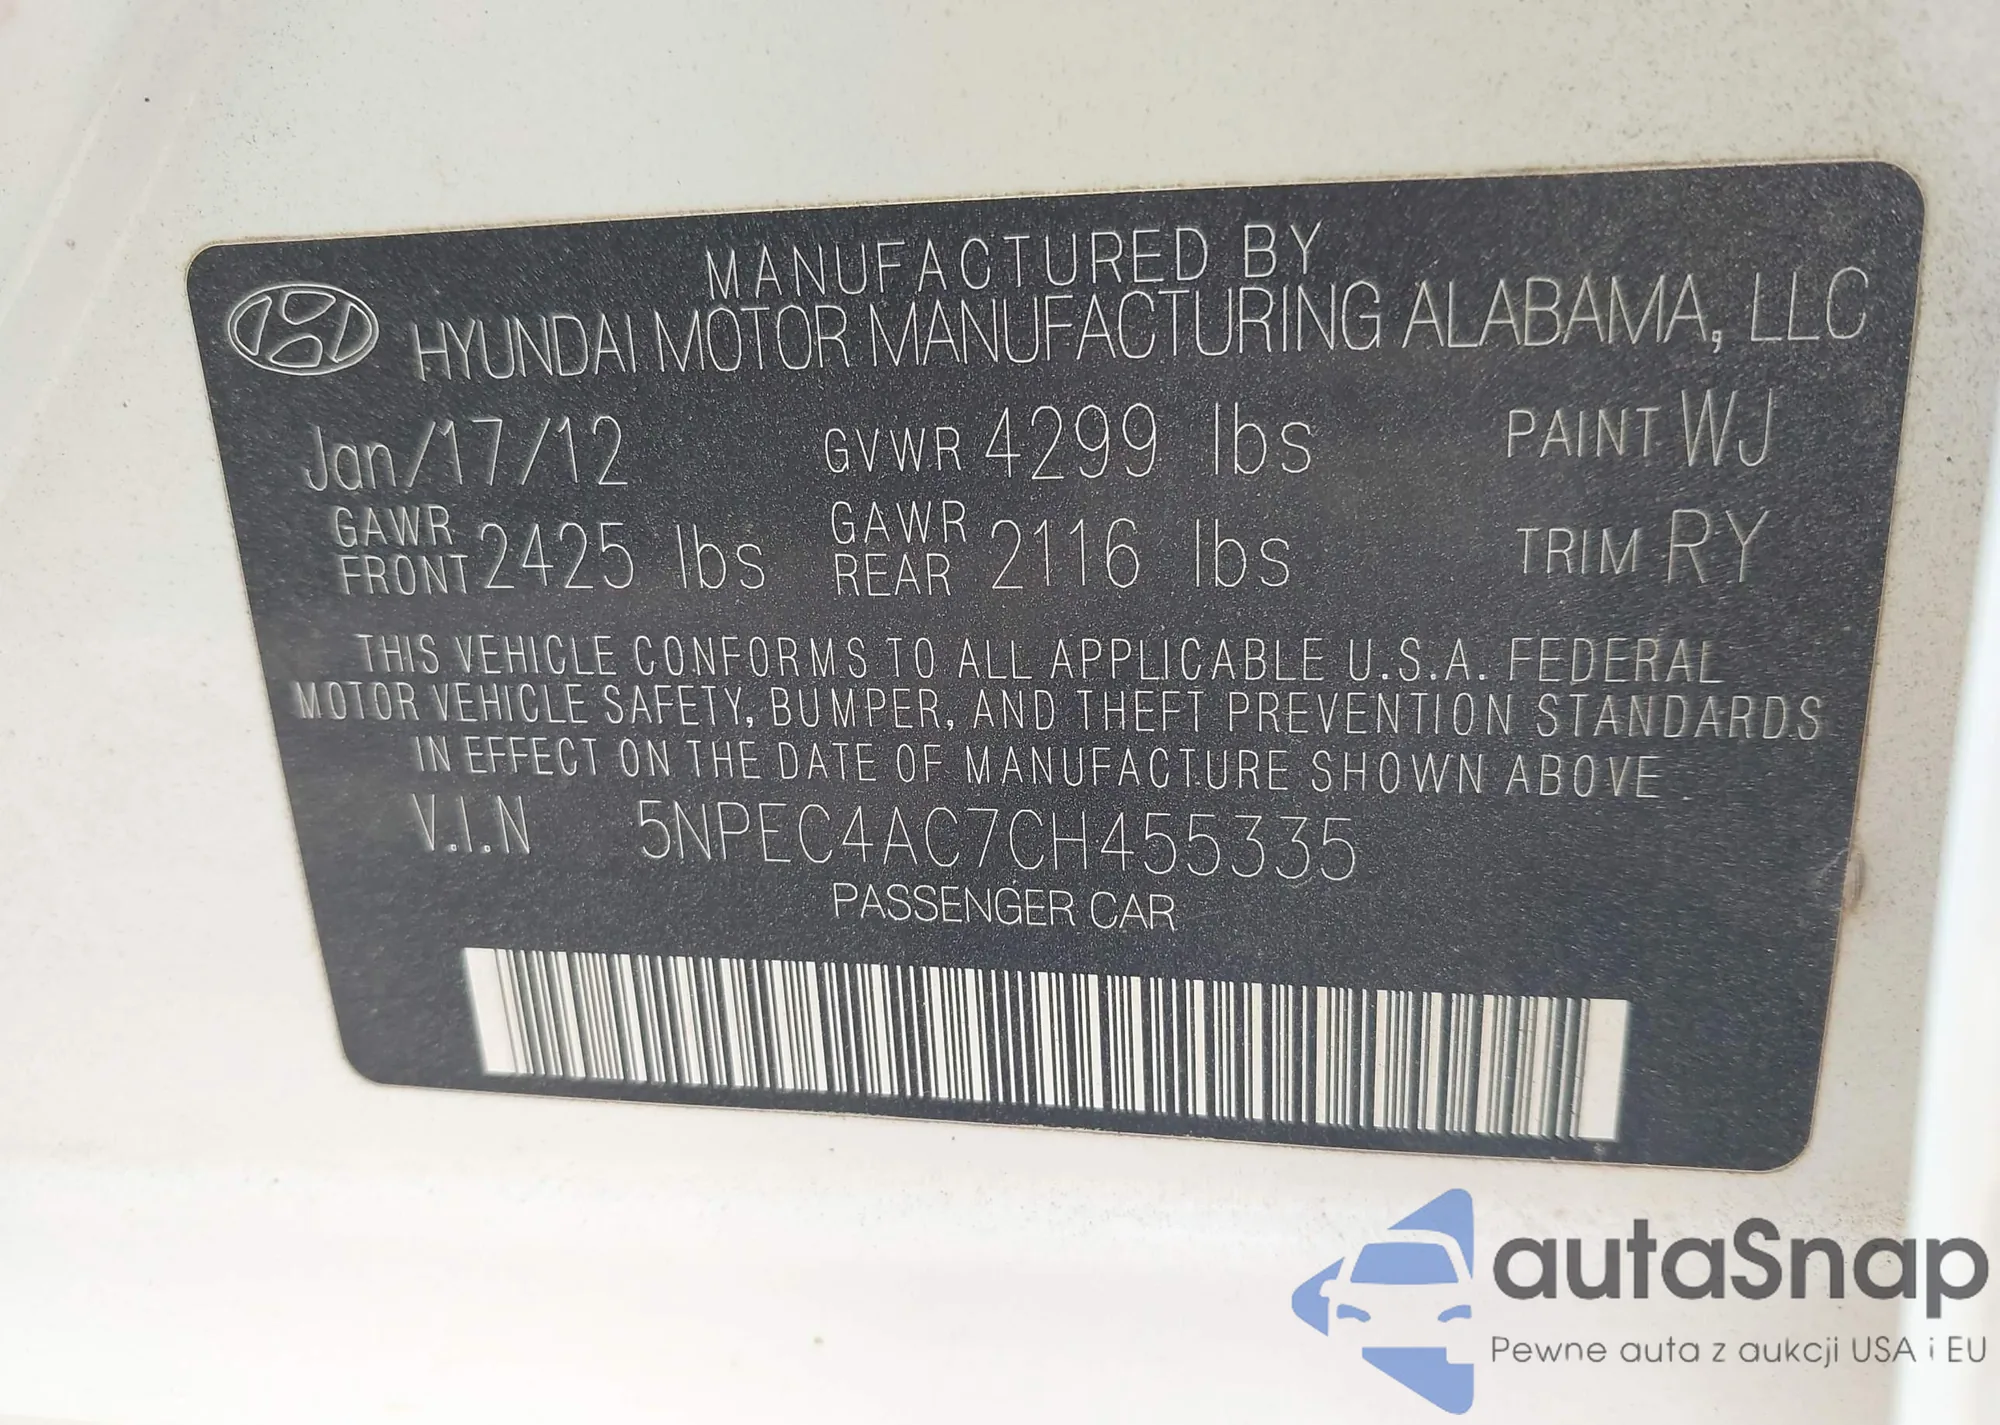 MANUFACTURED BY
HYUNDAI MOTOR MANUFACTURING ALABAMA, LLC
Jan/17/12 GVWR 4299 lbs PAINT WJ
GAWR FRONT 2425 lbs GAWR REAR 2116 lbs TRIM RY
THIS VEHICLE CONFORMS TO ALL APPLICABLE U.S.A. FEDERAL
MOTOR VEHICLE SAFETY, BUMPER, AND THEFT PREVENTION STANDARDS
IN EFFECT ON THE DATE OF MANUFACTURE SHOWN ABOVE
V.I.N 5NPEC4AC7CH455335
PASSENGER CAR
autaSnap
Pewne auta z aukcji USA i EU